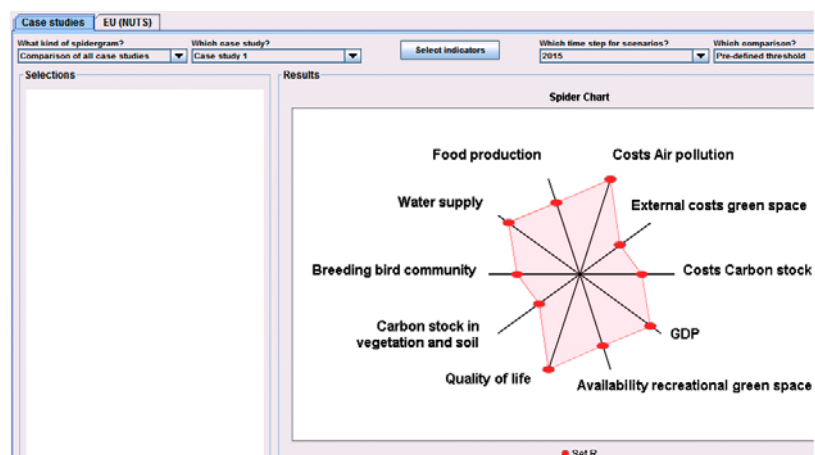 Case studies
EU (NUTS)
What kind of spidergram?
Which case study?
Which time step for scenarios?
Which comparison?
Comparison of all case studies
Case study 1
Select indicators
2015
Pre-defined threshold
Selections
Results
Spider Chart
Food production
Costs Air pollution
Water supply
External costs green space
Breeding bird community
Costs Carbon stock
Carbon stock in
vegetation and soil
GDP
Quality of life
Availability recreational green space
Set R